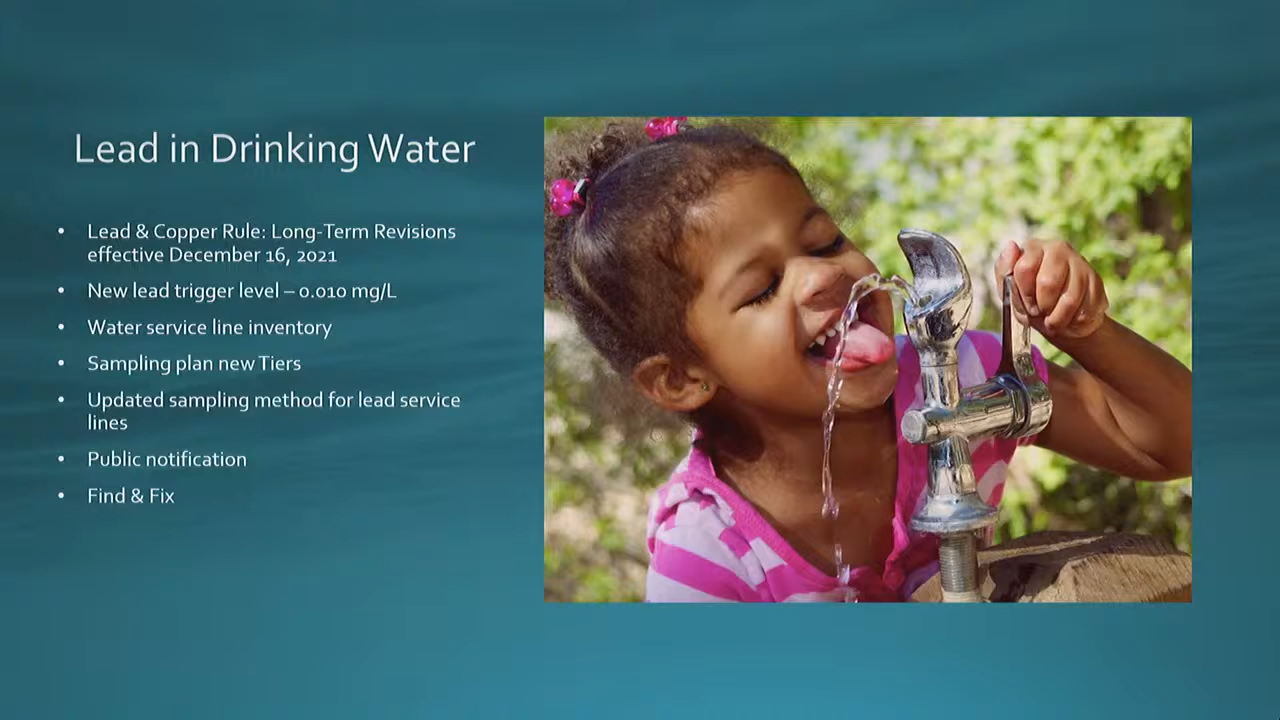 Lead in Drinking Water
• Lead & Copper Rule: Long-Term Revisions
effective December 16, 2021
• New lead trigger level – 0.010 mg/L
• Water service line inventory
• Sampling plan new Tiers
• Updated sampling method for lead service
lines
• Public notification
• Find & Fix